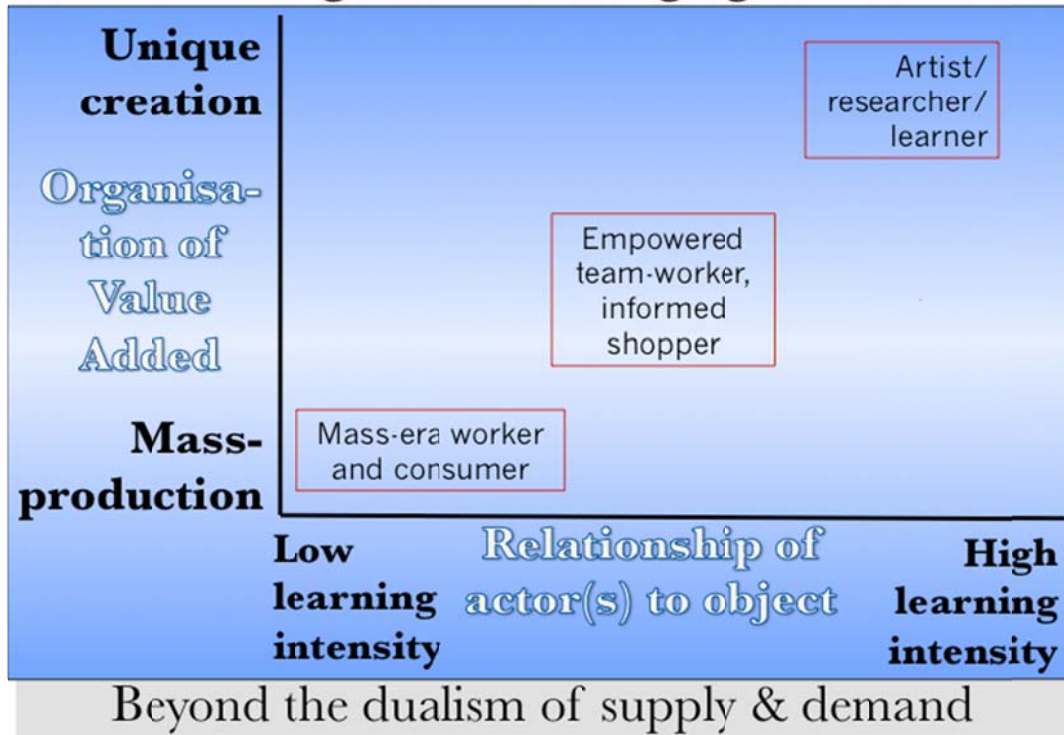 Unique
creation
Artist/
researcher/
learner
Organisa-
tion of
Value
Added
Empowered
team-worker,
informed
shopper
Mass-
production
Mass-era worker
and consumer
Low
learning
intensity
Relationship of
actor(s) to object
High
learning
intensity
Beyond the dualism of supply & demand